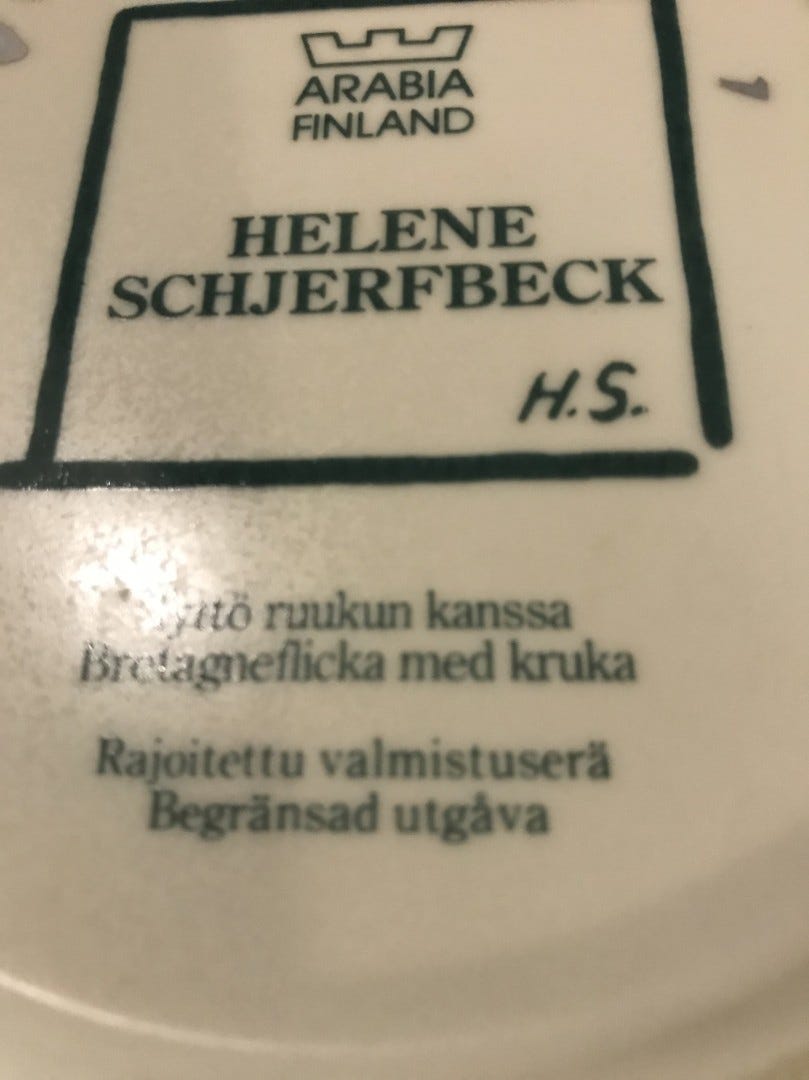 ARABIA
FINLAND
HELENE
SCHJERFBECK
H.S.
ruukun kanssa
Bretagneflicka med kruka
Rajoitettu valmistuserä
Begränsad utgåva